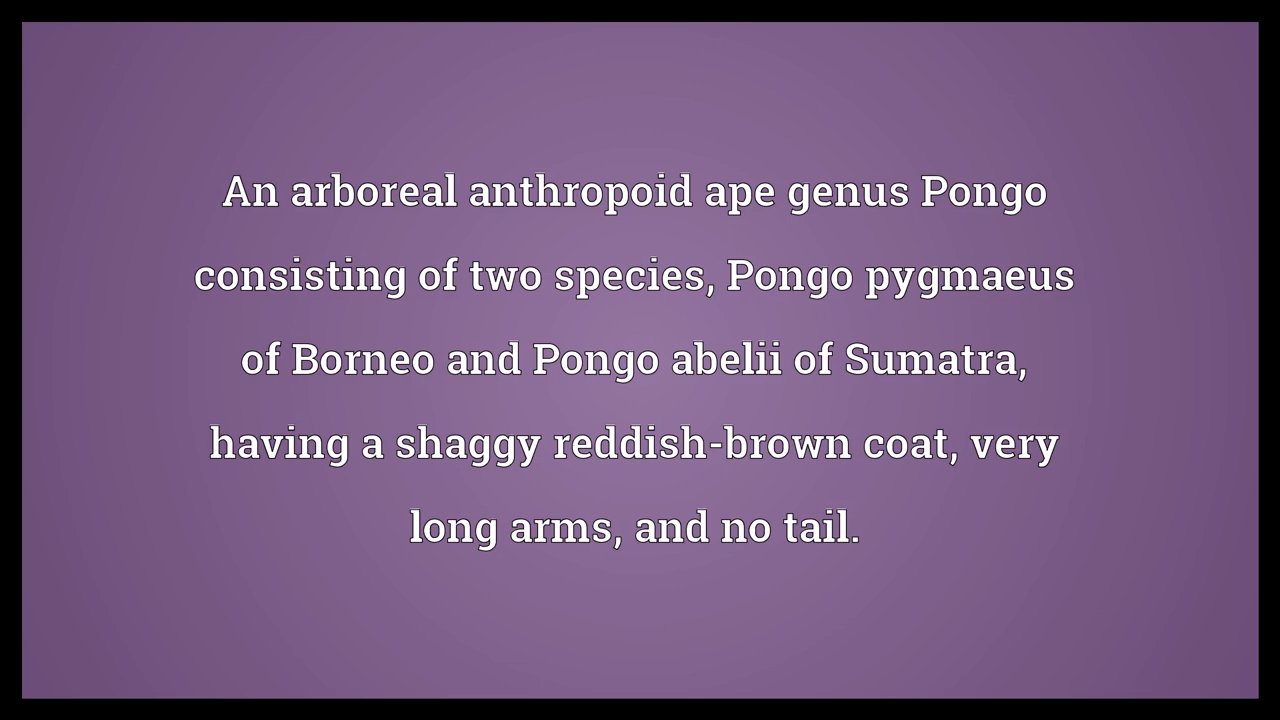 An arboreal anthropoid ape genus Pongo
consisting of two species, Pongo pygmaeus
of Borneo and Pongo abelii of Sumatra,
having a shaggy reddish-brown coat, very
long arms, and no tail.